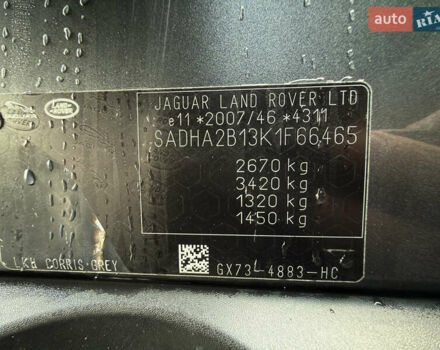 AUTO RIA
JAGUAR LAND ROVER LTD
e11 *2007/46 *4311
SADHA2B13K1F66465
2670 kg
3420 kg
1320 kg
1450 kg
LKH CORRIS GREY
GX73-4883-HC